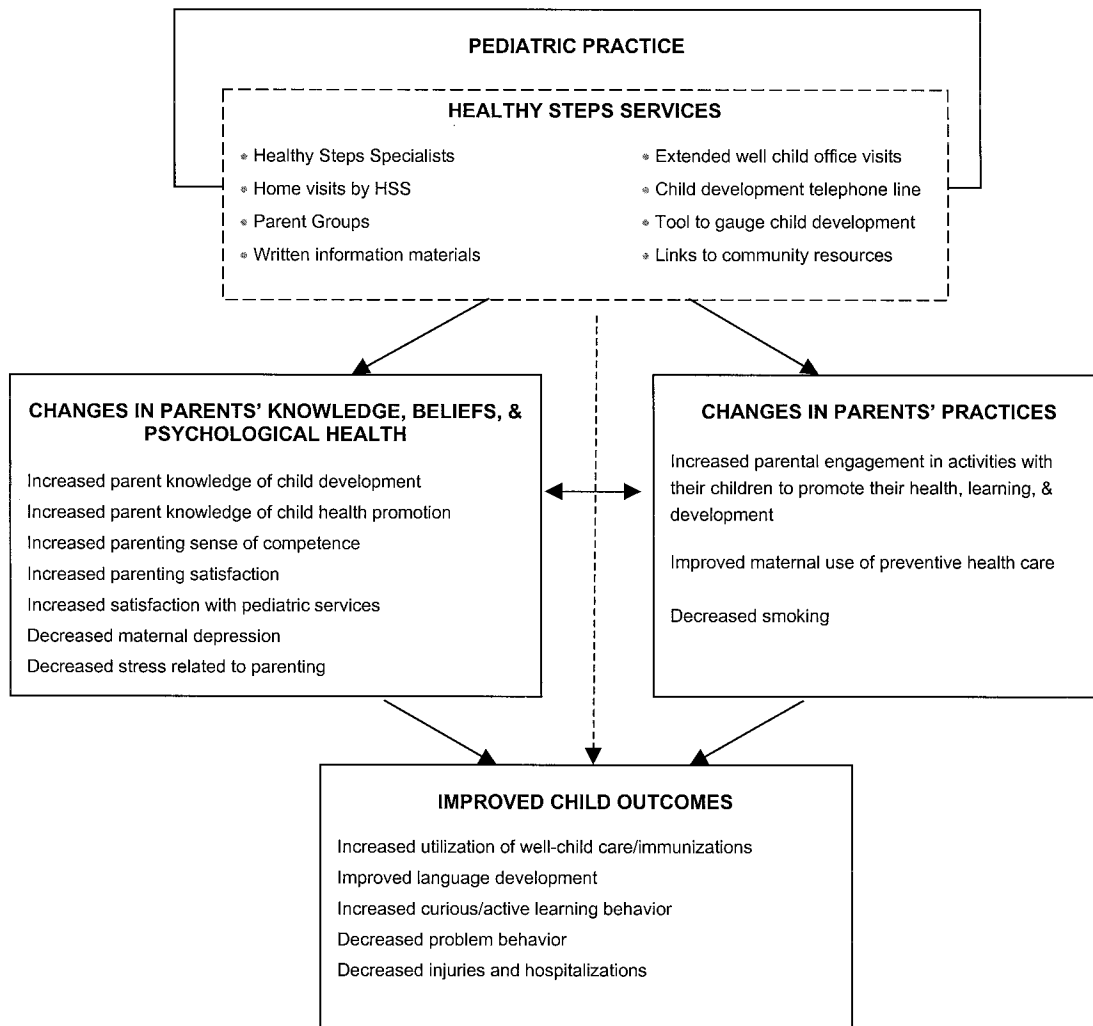 PEDIATRIC PRACTICE
HEALTHY STEPS SERVICES
Healthy Steps Specialists
Home visits by HSS
Parent Groups
Written information materials
Extended well child office visits
Child development telephone line
Tool to gauge child development
Links to community resources
CHANGES IN PARENTS' KNOWLEDGE, BELIEFS, &
PSYCHOLOGICAL HEALTH
Increased parent knowledge of child development
Increased parent knowledge of child health promotion
Increased parenting sense of competence
Increased parenting satisfaction
Increased satisfaction with pediatric services
Decreased maternal depression
Decreased stress related to parenting
CHANGES IN PARENTS' PRACTICES
Increased parental engagement in activities with
their children to promote their health, learning, &
development
Improved maternal use of preventive health care
Decreased smoking
IMPROVED CHILD OUTCOMES
Increased utilization of well-child care/immunizations
Improved language development
Increased curious/active learning behavior
Decreased problem behavior
Decreased injuries and hospitalizations